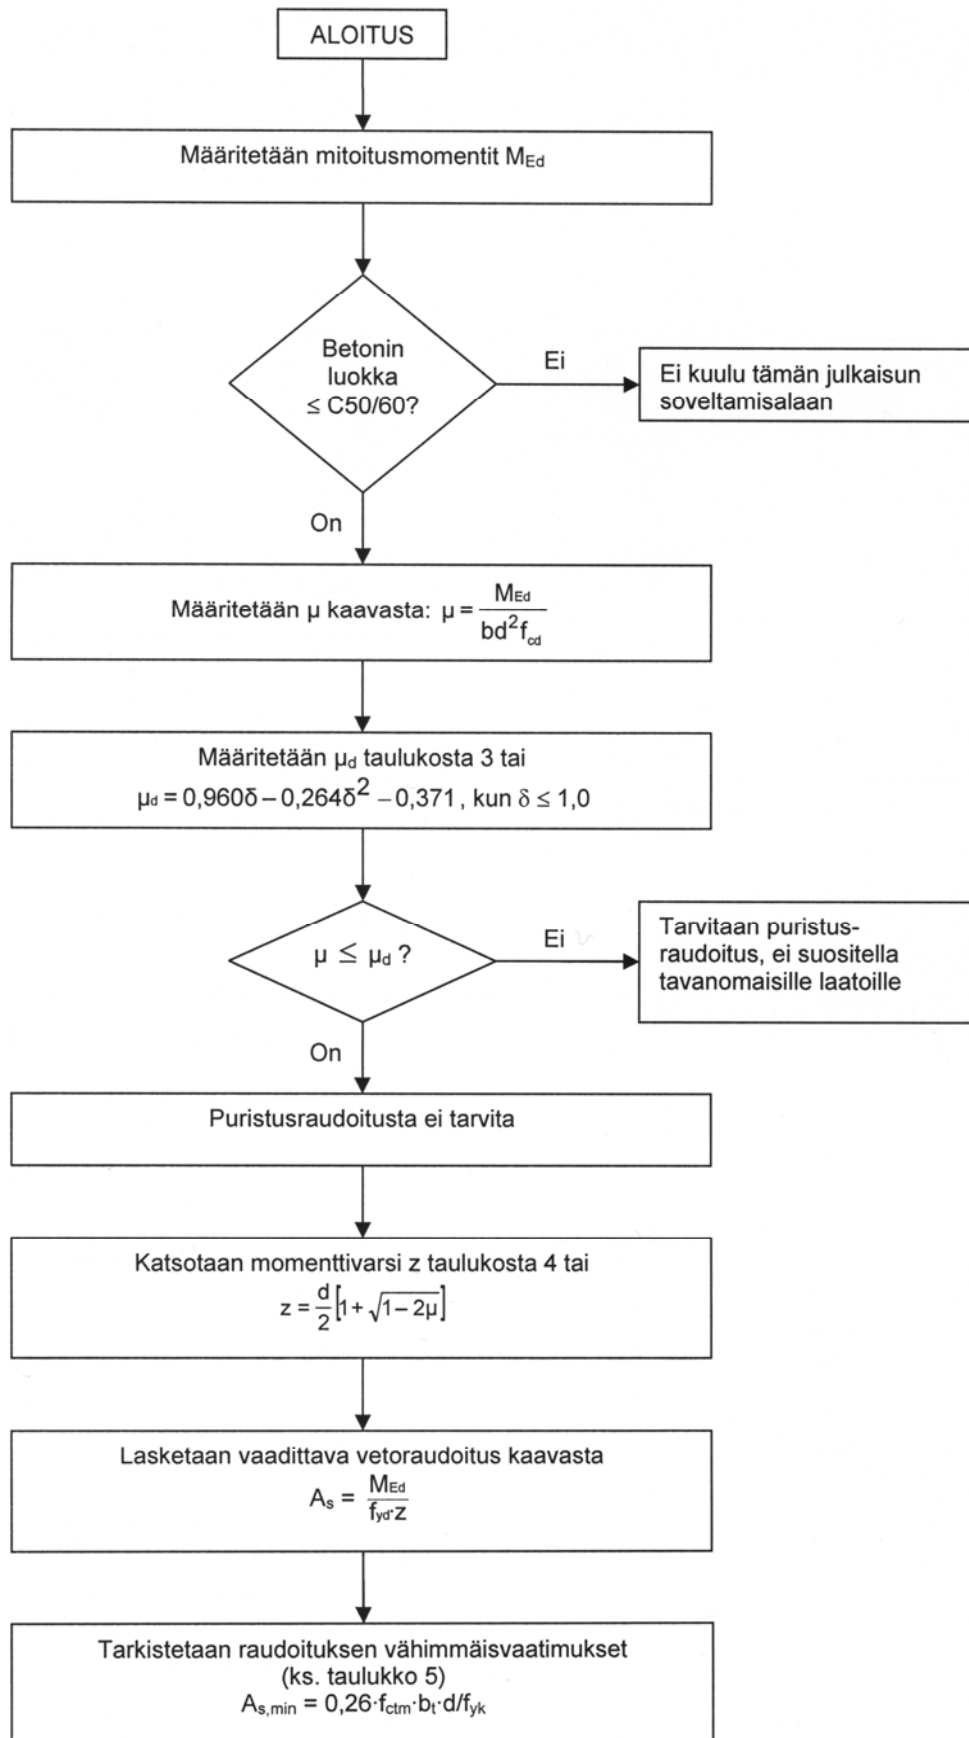 ALOITUS
Määritetään mitoitusmomentit M_Ed
Betonin
luokka
≤ C50/60?
Ei
Ei kuulu tämän julkaisun
soveltamisalaan
On
Määritetään µ kaavasta: µ = M_Ed / bd²f_cd
Määritetään µ_d taulukosta 3 tai
µ_d = 0,960δ – 0,264δ² – 0,371 , kun δ ≤ 1,0
µ ≤ µ_d ?
Ei
Tarvitaan puristus-
raudoitus, ei suositella
tavanomaisille laatoille
On
Puristusraudoitusta ei tarvita
Katsotaan momenttivarsi z taulukosta 4 tai
z = d/2 [1 + √(1 – 2µ)]
Lasketaan vaadittava vetoraudoitus kaavasta
A_s = M_Ed / f_yd·z
Tarkistetaan raudoituksen vähimmäisvaatimukset
(ks. taulukko 5)
A_s,min = 0,26·f_ctm·b_t·d/f_yk